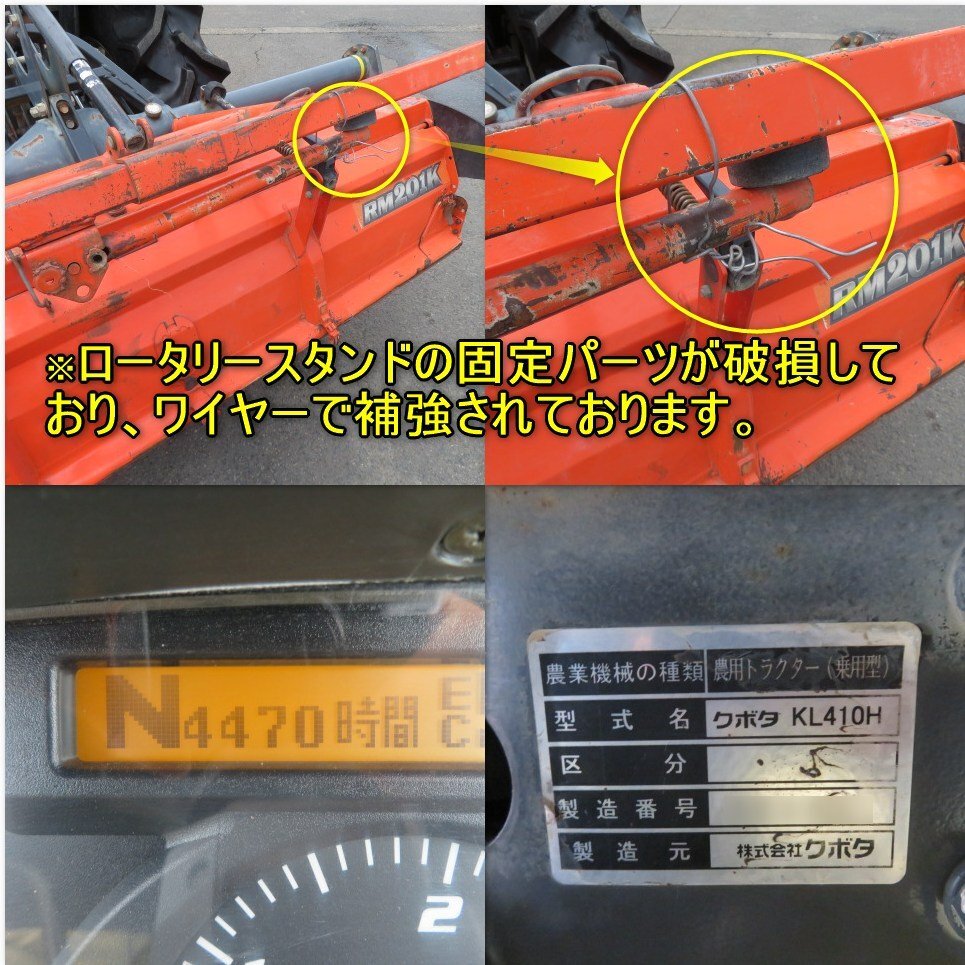 RM201K
RM201K
※ロータリースタンドの固定パーツが破損して
おり、ワイヤーで補強されております。
N 4470時間
2
農業機械の種類 農用トラクター(乗用型)
型式名 クボタ KL410H
区分
製造番号
製造元 株式会社クボタ